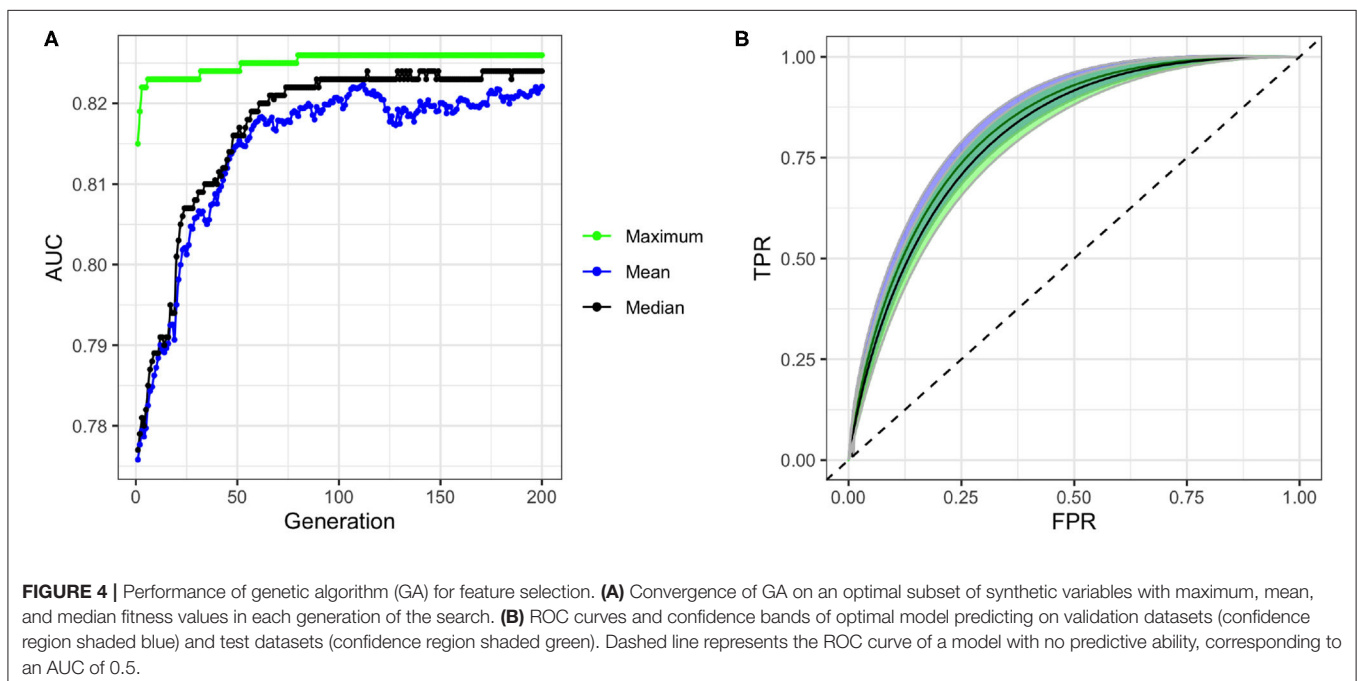 A
0.82
0.81
0.80
0.79
0.78
AUC
0 50 100 150 200
Generation
Maximum
Mean
Median
B
1.00
0.75
0.50
0.25
0.00
TPR
0.00 0.25 0.50 0.75 1.00
FPR
FIGURE 4 | Performance of genetic algorithm (GA) for feature selection. (A) Convergence of GA on an optimal subset of synthetic variables with maximum, mean,
and median fitness values in each generation of the search. (B) ROC curves and confidence bands of optimal model predicting on validation datasets (confidence
region shaded blue) and test datasets (confidence region shaded green). Dashed line represents the ROC curve of a model with no predictive ability, corresponding to
an AUC of 0.5.